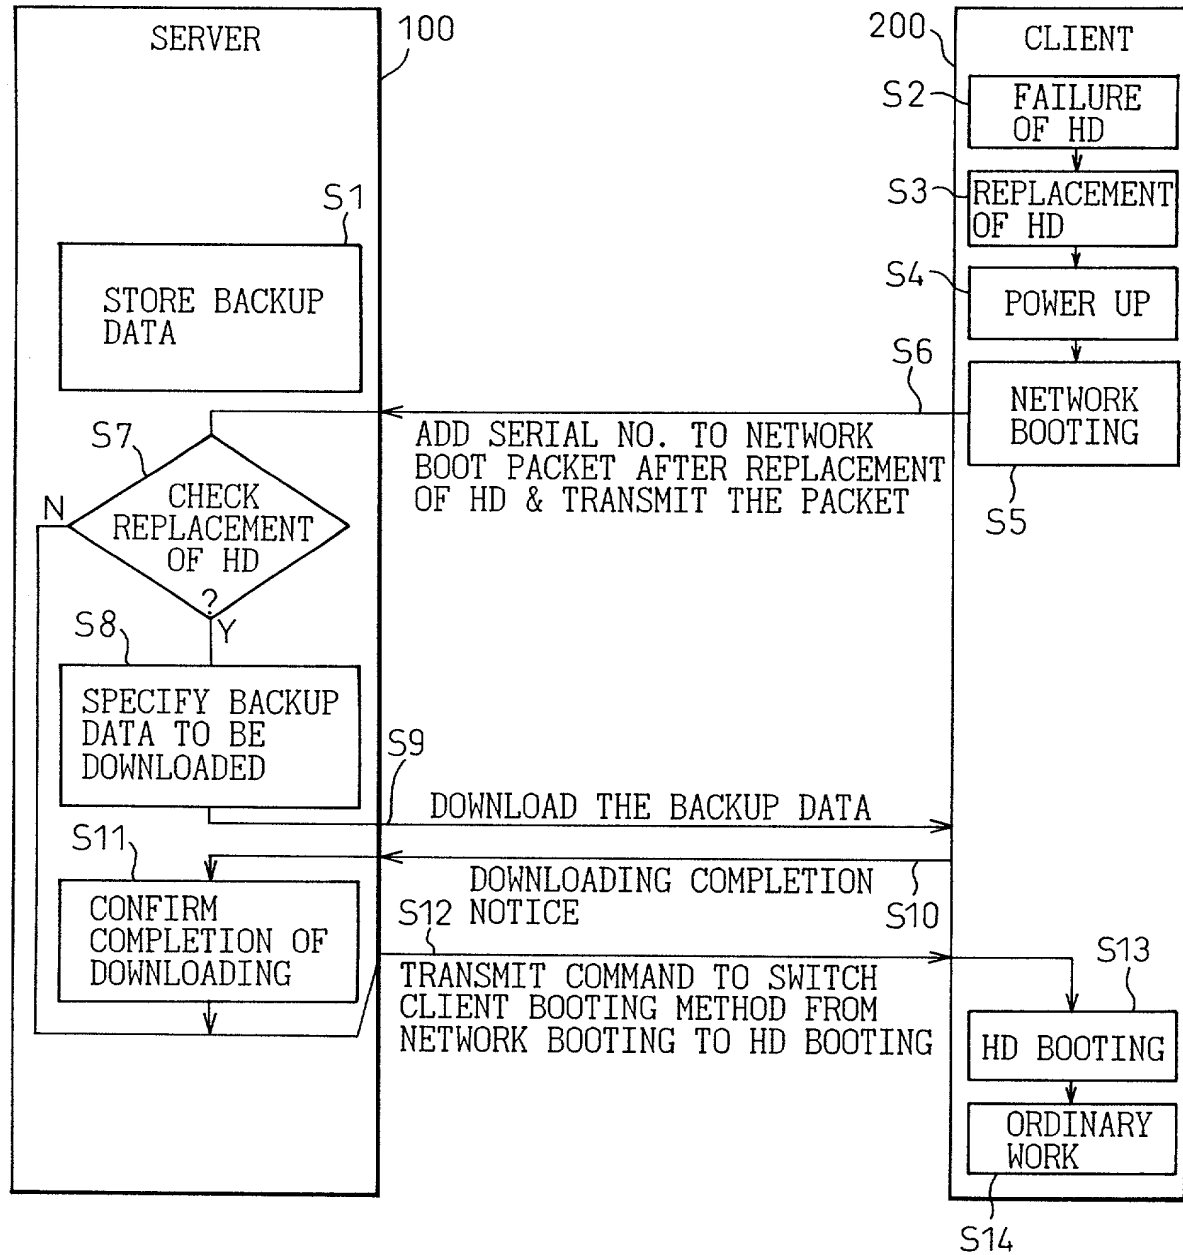 SERVER
100
200
CLIENT
S2
FAILURE
OF HD
S3
REPLACEMENT
OF HD
S1
STORE BACKUP
DATA
S4
POWER UP
S6
NETWORK
BOOTING
S5
ADD SERIAL NO. TO NETWORK
BOOT PACKET AFTER REPLACEMENT
OF HD & TRANSMIT THE PACKET
S7
N
CHECK
REPLACEMENT
OF HD
?
Y
S8
SPECIFY BACKUP
DATA TO BE
DOWNLOADED
S9
DOWNLOAD THE BACKUP DATA
S11
DOWNLOADING COMPLETION
NOTICE
S10
CONFIRM
COMPLETION OF
DOWNLOADING
S12
TRANSMIT COMMAND TO SWITCH
CLIENT BOOTING METHOD FROM
NETWORK BOOTING TO HD BOOTING
S13
HD BOOTING
ORDINARY
WORK
S14